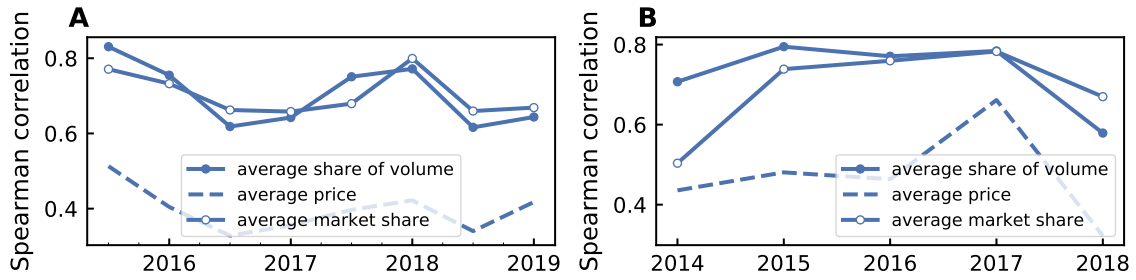 A
Spearman correlation
0.8
0.6
0.4
average share of volume
average price
average market share
2016
2017
2018
2019
B
Spearman correlation
0.8
0.6
0.4
average share of volume
average price
average market share
2014
2015
2016
2017
2018